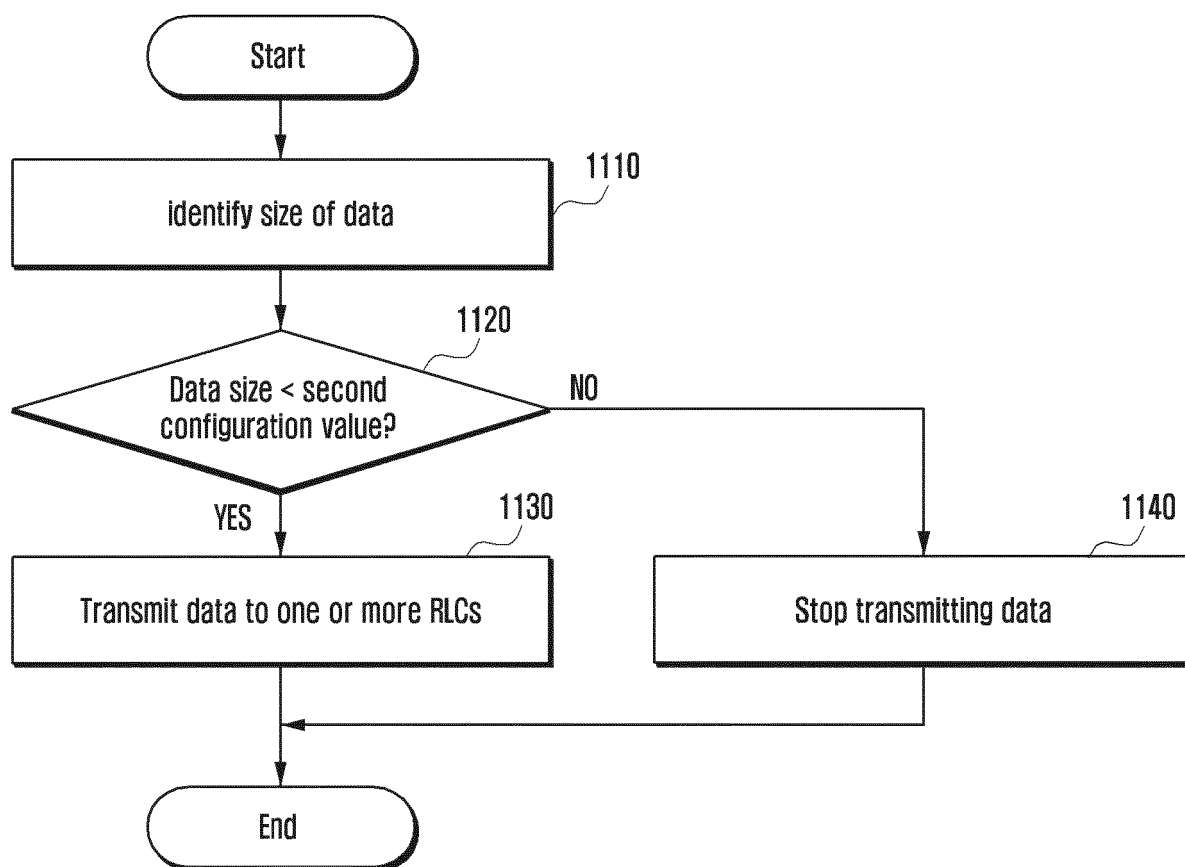 Start
identify size of data
1110
1120
Data size < second
configuration value?
NO
YES
1130
Transmit data to one or more RLCs
1140
Stop transmitting data
End